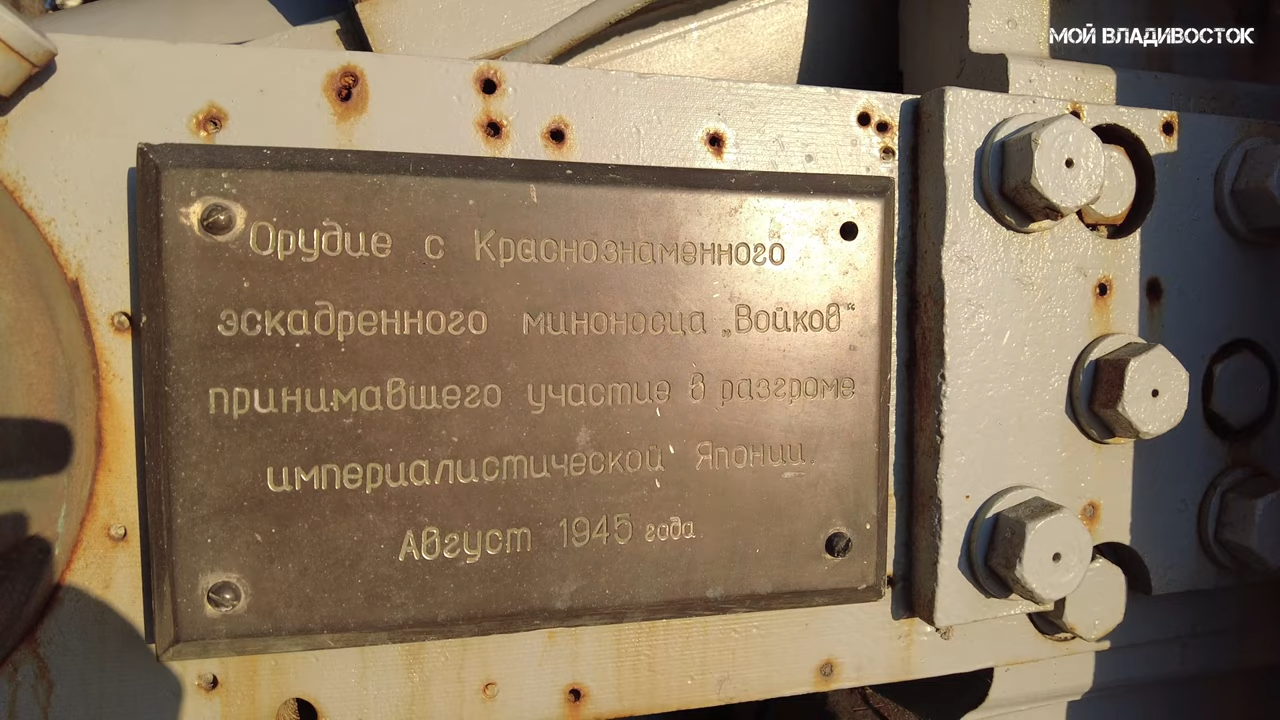 МОЙ ВЛАДИВОСТОК
Орудие с Краснознаменного
эскадренного миноносца „Войков“
принимавшего участие в разгроме
империалистической Японии.
Август 1945 года.